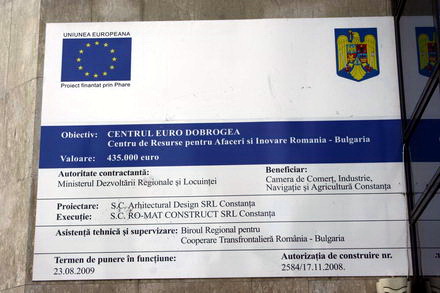 UNIUNEA EUROPEANA
Proiect finantat prin Phare
Obiectiv: CENTRUL EURO DOBROGEA
Centru de Resurse pentru Afaceri si Inovare Romania - Bulgaria
Valoare: 435.000 euro
Autoritate contractantă:
Ministerul Dezvoltării Regionale și Locuinței
Beneficiar:
Camera de Comerț, Industrie,
Navigație și Agricultură Constanța
Proiectare: S.C. Arhitectural Design SRL Constanța
Execuție: S.C. RO-MAT CONSTRUCT SRL Constanța
Asistență tehnică și supervizare: Biroul Regional pentru
Cooperare Transfrontalieră România - Bulgaria
Termen de punere în funcțiune:
23.08.2009
Autorizația de construire nr.
2584/17.11.2008.